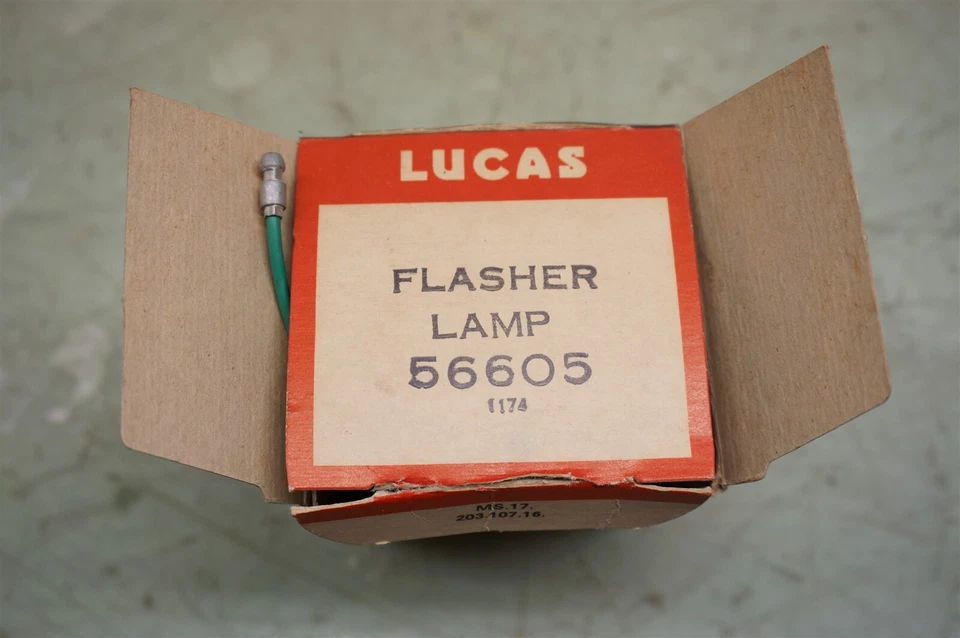 LUCAS
FLASHER
LAMP
56605
1174
MS.17.
203.107.16.